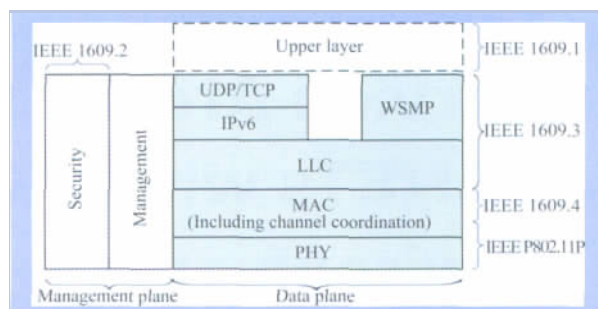 Upper layer
IEEE 1609.1
IEEE 1609.2
UDP/TCP
WSMP
IPv6
IEEE 1609.3
LLC
Security
Management
MAC
(Including channel coordination)
IEEE 1609.4
PHY
IEEE P802.11P
Management plane
Data plane